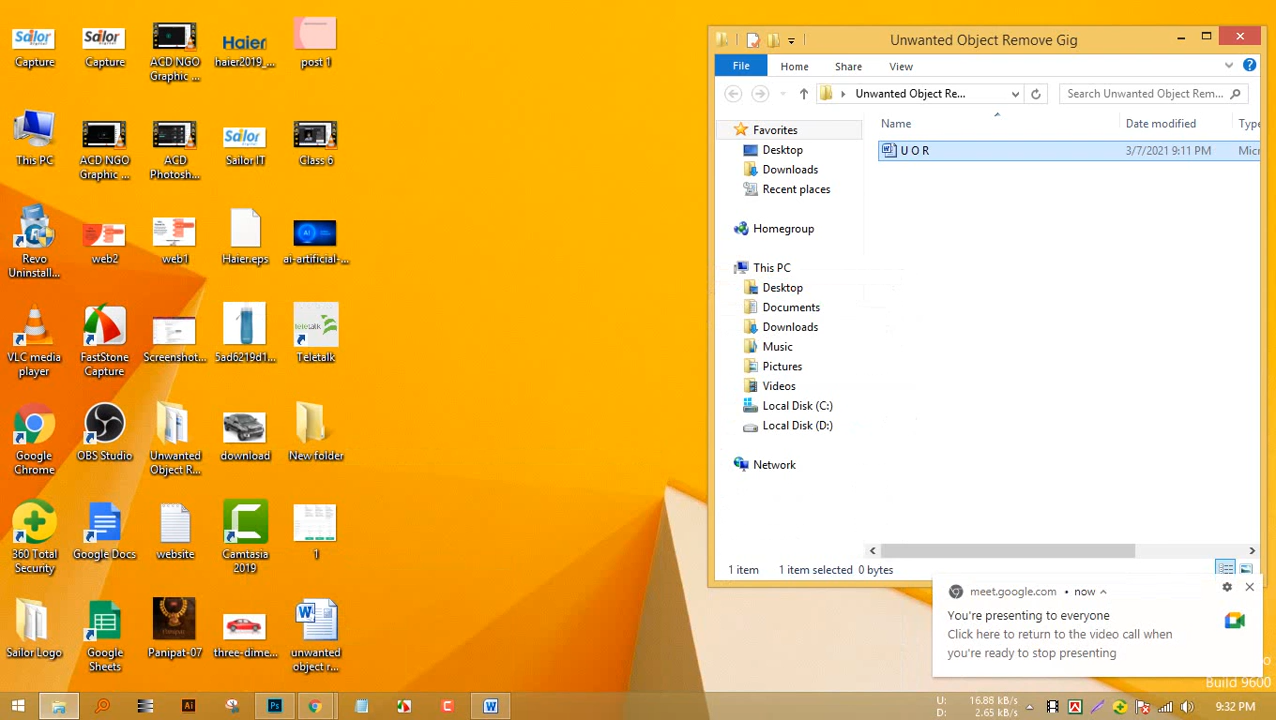 Capture
Capture
ACD NGO
Graphic ...
haier2019_...
post 1
This PC
ACD NGO
Graphic ...
ACD
Photosh...
Sailor IT
Class 6
Revo
Uninstall...
web2
web1
Haier.eps
ai-artificial-...
VLC media
player
FastStone
Capture
Screenshot...
5ad6219d1...
Teletalk
Google
Chrome
OBS Studio
Unwanted
Object R...
download
New folder
360 Total
Security
Google Docs
website
Camtasia
2019
1
Sailor Logo
Google
Sheets
Panipat-07
three-dime...
unwanted
object r...
Sailor
Digital
Sailor
Digital
Haier
Sailor
AI
teletalk
Unwanted Object Remove Gig
File Home Share View
Unwanted Object Re...
Search Unwanted Object Rem...
Name Date modified Type
U O R 3/7/2021 9:11 PM Micr
Favorites
Desktop
Downloads
Recent places
Homegroup
This PC
Desktop
Documents
Downloads
Music
Pictures
Videos
Local Disk (C:)
Local Disk (D:)
Network
1 item 1 item selected 0 bytes
meet.google.com • now
You're presenting to everyone
Click here to return to the video call when
you're ready to stop presenting
Build 9600
Ai
Ps
U: 16.88 kB/s
D: 2.65 kB/s
9:32 PM